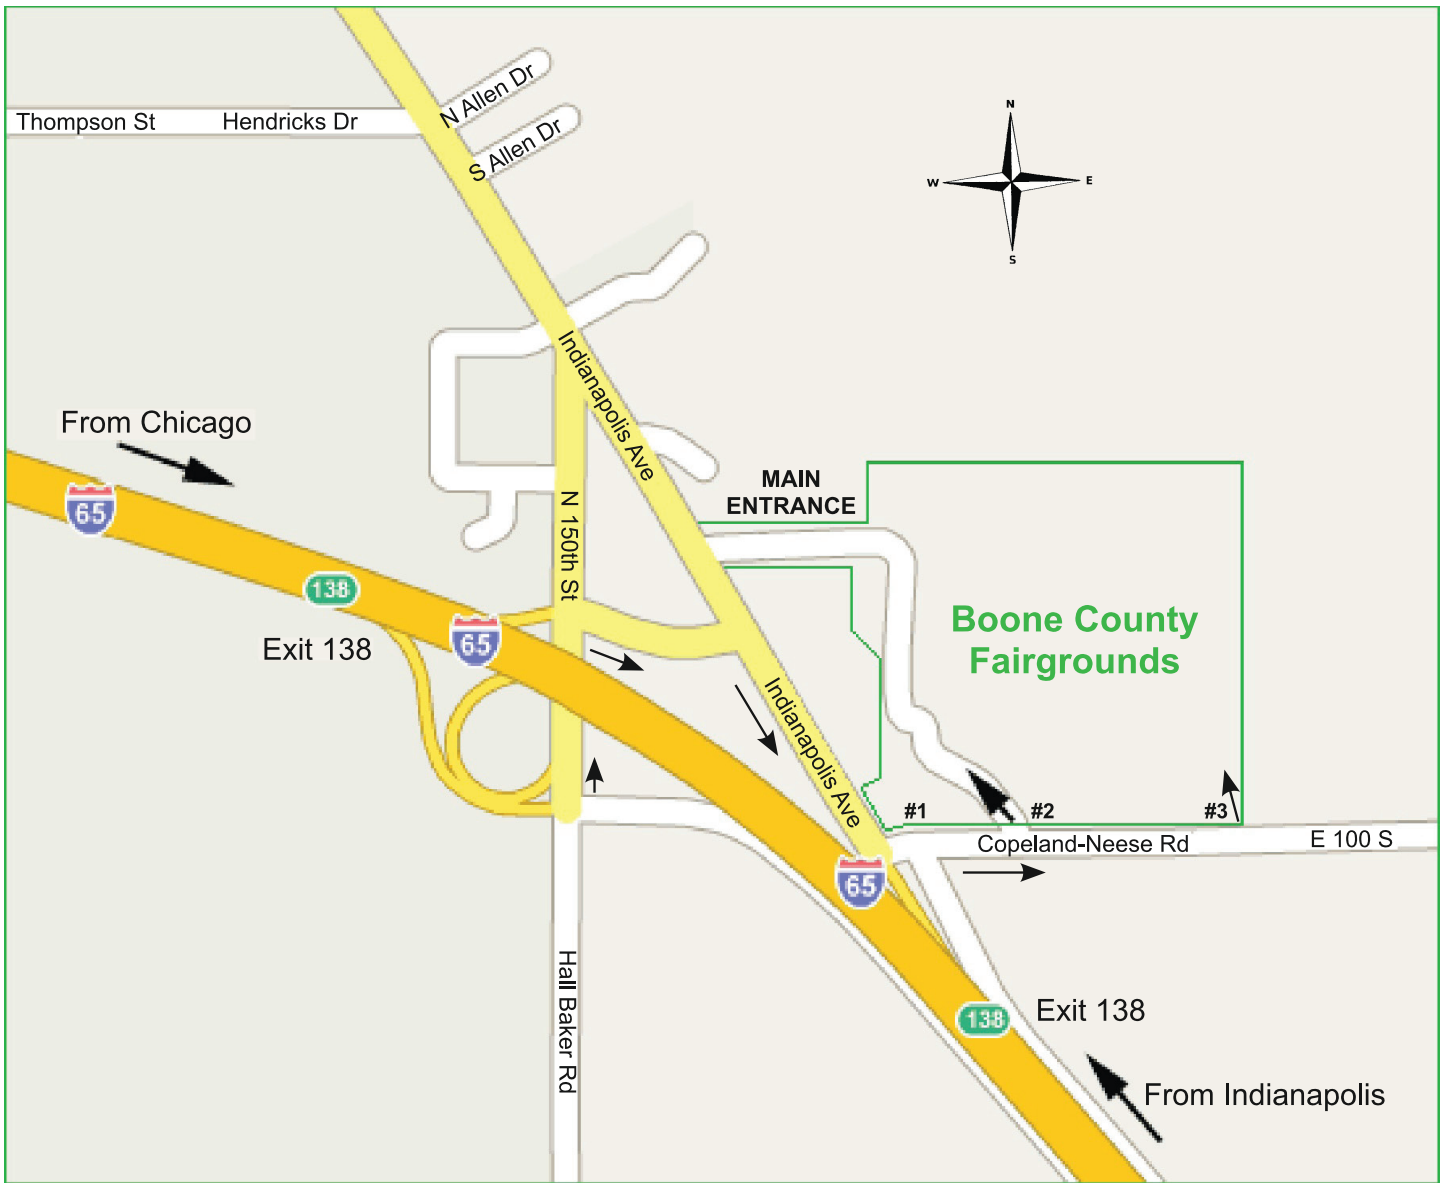 N Allen Dr
Thompson St
Hendricks Dr
S Allen Dr
N
W
E
S
Indianapolis Ave
From Chicago
MAIN
ENTRANCE
65
N 150th St
138
Exit 138
65
Boone County
Fairgrounds
Indianapolis Ave
#1
#2
#3
Copeland-Neese Rd
E 100 S
65
Hall Baker Rd
138
Exit 138
From Indianapolis